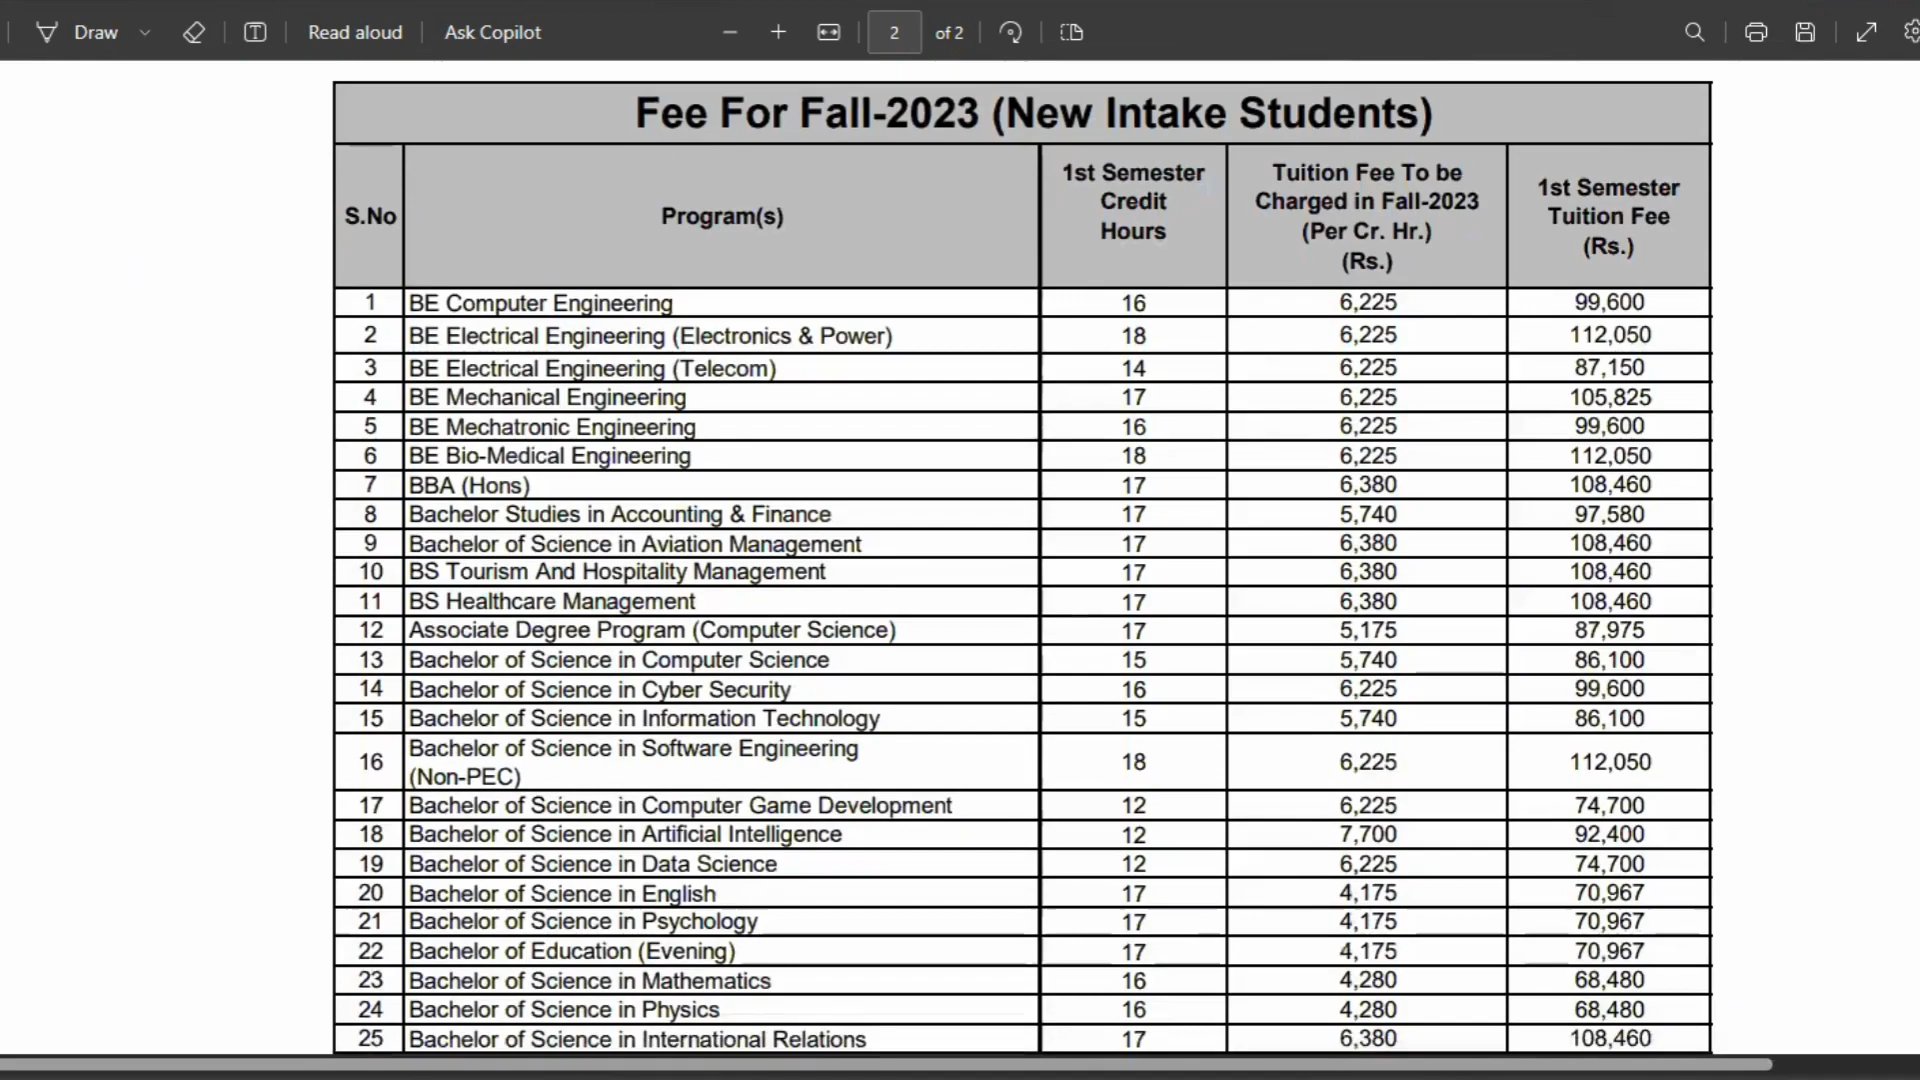 Draw Read aloud Ask Copilot 2 of 2
Fee For Fall-2023 (New Intake Students)
S.No Program(s) 1st Semester Credit Hours Tuition Fee To be Charged in Fall-2023 (Per Cr. Hr.) (Rs.) 1st Semester Tuition Fee (Rs.)
1 BE Computer Engineering 16 6,225 99,600
2 BE Electrical Engineering (Electronics & Power) 18 6,225 112,050
3 BE Electrical Engineering (Telecom) 14 6,225 87,150
4 BE Mechanical Engineering 17 6,225 105,825
5 BE Mechatronic Engineering 16 6,225 99,600
6 BE Bio-Medical Engineering 18 6,225 112,050
7 BBA (Hons) 17 6,380 108,460
8 Bachelor Studies in Accounting & Finance 17 5,740 97,580
9 Bachelor of Science in Aviation Management 17 6,380 108,460
10 BS Tourism And Hospitality Management 17 6,380 108,460
11 BS Healthcare Management 17 6,380 108,460
12 Associate Degree Program (Computer Science) 17 5,175 87,975
13 Bachelor of Science in Computer Science 15 5,740 86,100
14 Bachelor of Science in Cyber Security 16 6,225 99,600
15 Bachelor of Science in Information Technology 15 5,740 86,100
16 Bachelor of Science in Software Engineering (Non-PEC) 18 6,225 112,050
17 Bachelor of Science in Computer Game Development 12 6,225 74,700
18 Bachelor of Science in Artificial Intelligence 12 7,700 92,400
19 Bachelor of Science in Data Science 12 6,225 74,700
20 Bachelor of Science in English 17 4,175 70,967
21 Bachelor of Science in Psychology 17 4,175 70,967
22 Bachelor of Education (Evening) 17 4,175 70,967
23 Bachelor of Science in Mathematics 16 4,280 68,480
24 Bachelor of Science in Physics 16 4,280 68,480
25 Bachelor of Science in International Relations 17 6,380 108,460